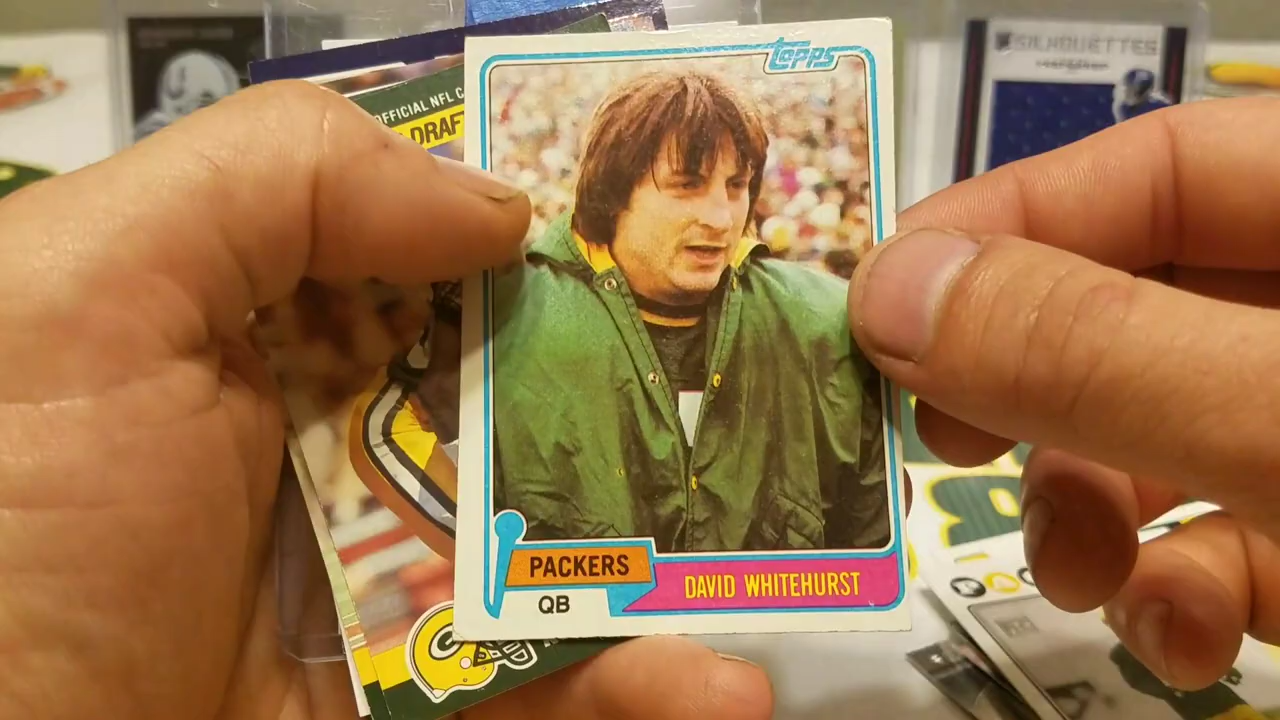 SILHOUETTES
TOPPS
OFFICIAL NFL C
DRAFT
PACKERS
DAVID WHITEHURST
QB
G